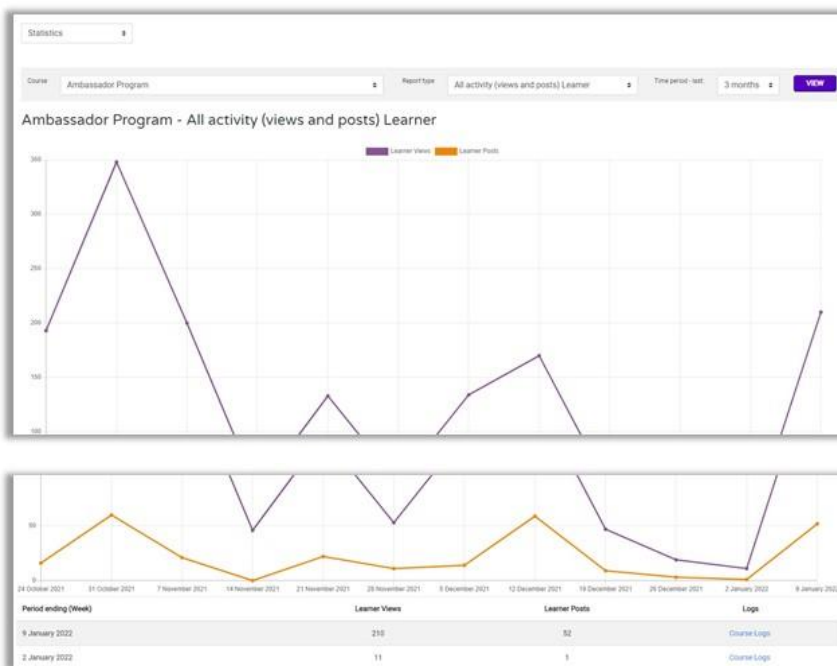 Statistics
Course Ambassador Program Report type All activity (views and posts) Learner Time period - last: 3 months VIEW
Ambassador Program - All activity (views and posts) Learner
Learner Views Learner Posts
350
300
250
200
150
100
50
0
24 October 2021 31 October 2021 7 November 2021 14 November 2021 21 November 2021 28 November 2021 5 December 2021 12 December 2021 19 December 2021 26 December 2021 2 January 2022 9 January 2022
Period ending (Week) Learner Views Learner Posts Logs
9 January 2022 210 52 Course Logs
2 January 2022 11 1 Course Logs